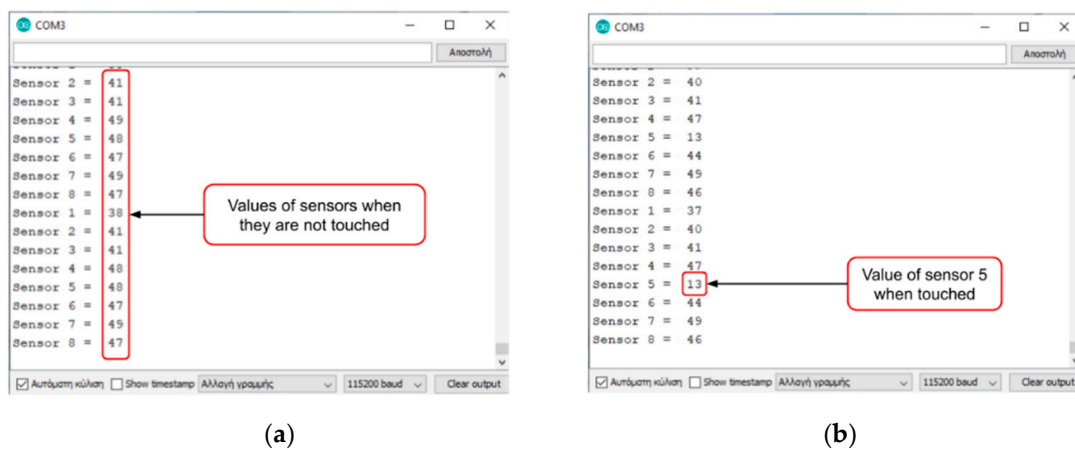 COM3
Αποστολή
Sensor 2 = 41
Sensor 3 = 41
Sensor 4 = 49
Sensor 5 = 48
Sensor 6 = 47
Sensor 7 = 49
Sensor 8 = 47
Sensor 1 = 38
Sensor 2 = 41
Sensor 3 = 41
Sensor 4 = 48
Sensor 5 = 48
Sensor 6 = 47
Sensor 7 = 49
Sensor 8 = 47
Values of sensors when
they are not touched
Αυτόματη κύλιση Show timestamp Αλλαγή γραμμής 115200 baud Clear output
(a)
COM3
Αποστολή
Sensor 2 = 40
Sensor 3 = 41
Sensor 4 = 47
Sensor 5 = 13
Sensor 6 = 44
Sensor 7 = 49
Sensor 8 = 46
Sensor 1 = 37
Sensor 2 = 40
Sensor 3 = 41
Sensor 4 = 47
Sensor 5 = 13
Sensor 6 = 44
Sensor 7 = 49
Sensor 8 = 46
Value of sensor 5
when touched
Αυτόματη κύλιση Show timestamp Αλλαγή γραμμής 115200 baud Clear output
(b)